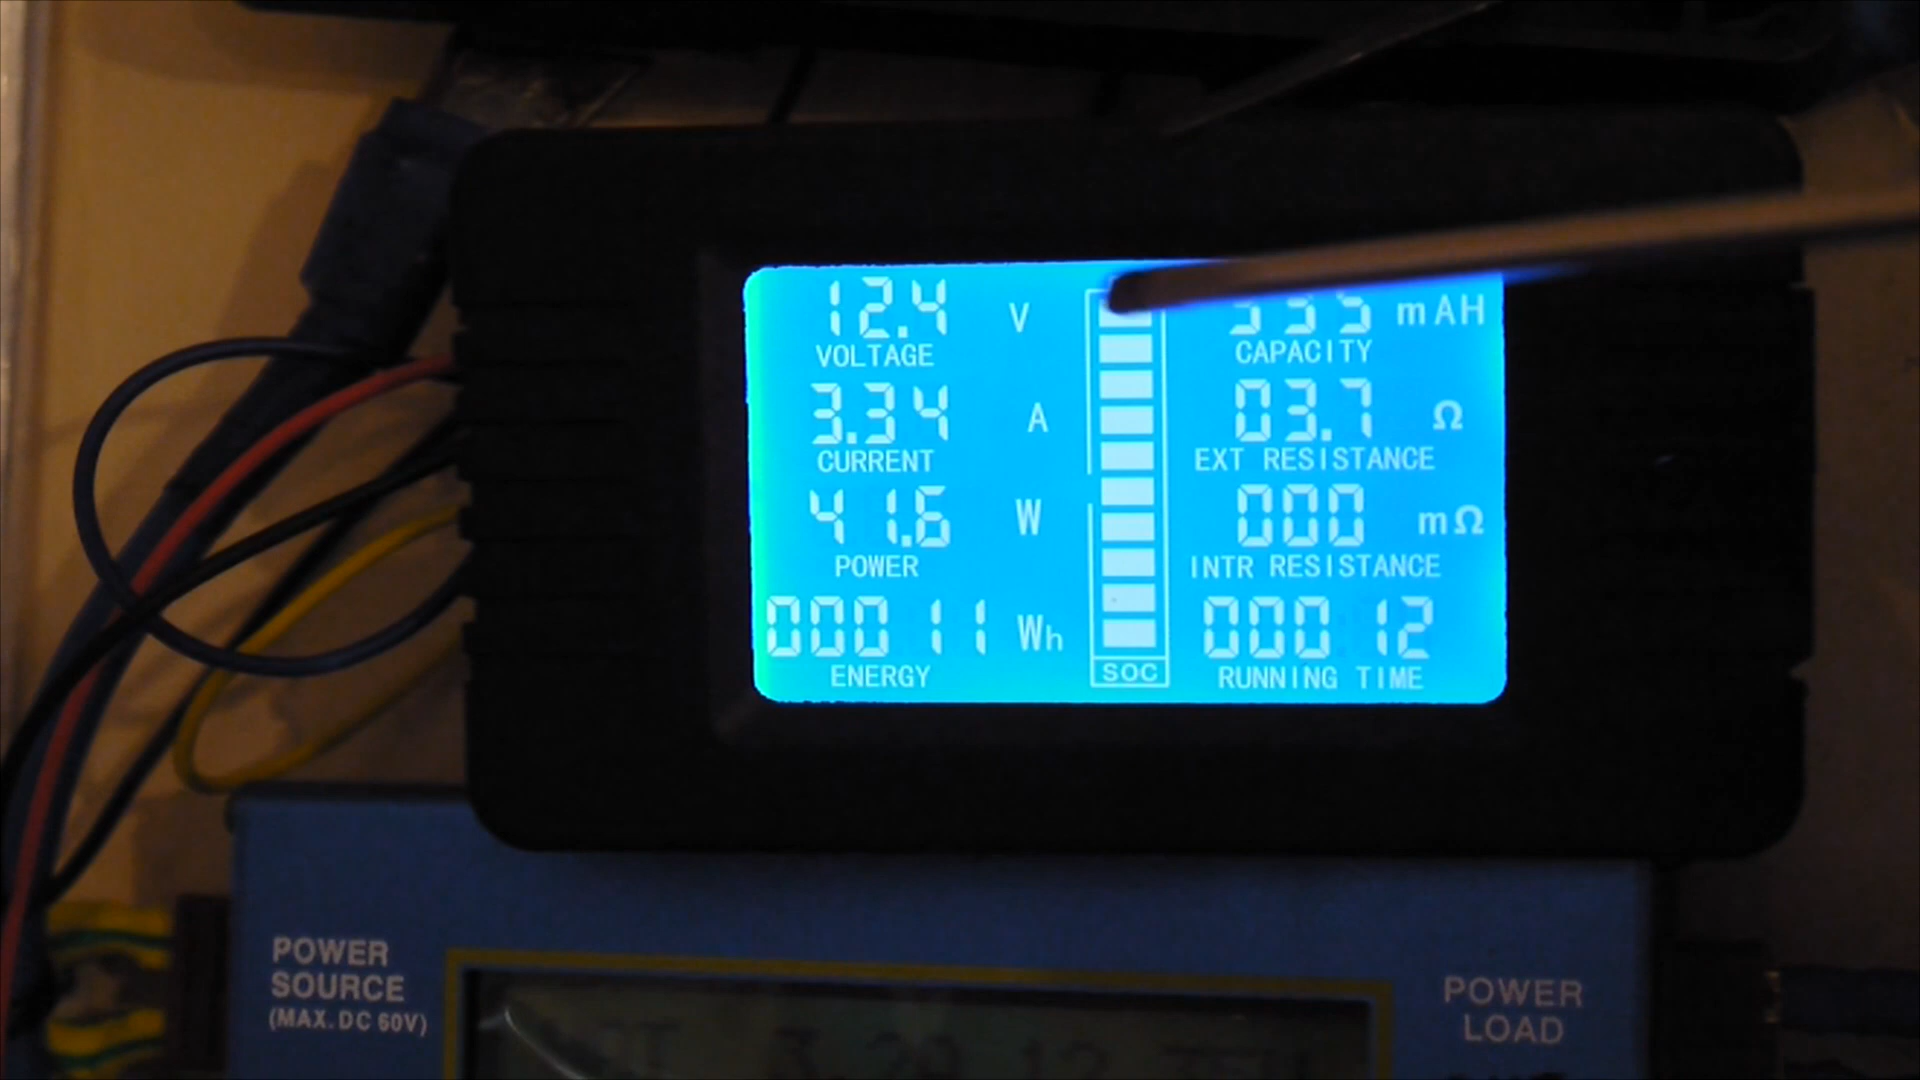 12.4 V
VOLTAGE
3.34 A
CURRENT
41.6 W
POWER
00011 Wh
ENERGY
SOC
mAH
CAPACITY
03.7 Ω
EXT RESISTANCE
000 mΩ
INTR RESISTANCE
00012
RUNNING TIME
POWER
SOURCE
(MAX. DC 60V)
POWER
LOAD